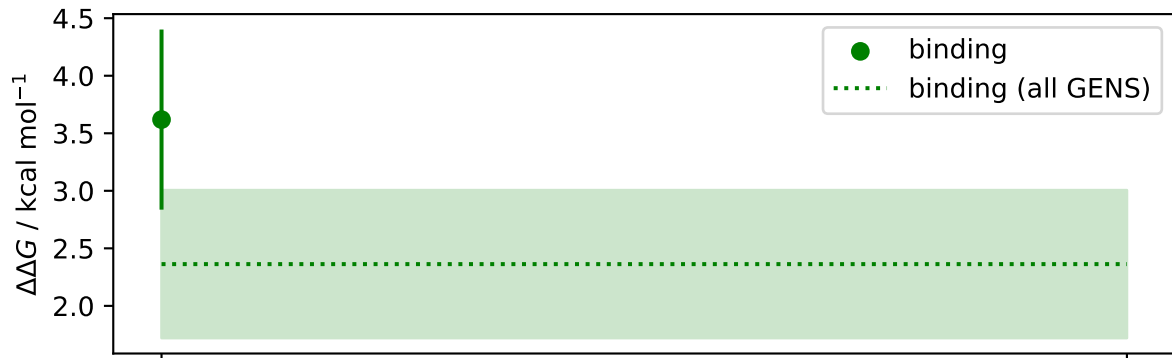 4.5
4.0
3.5
3.0
2.5
2.0
ΔΔG / kcal mol⁻¹
binding
binding (all GENS)